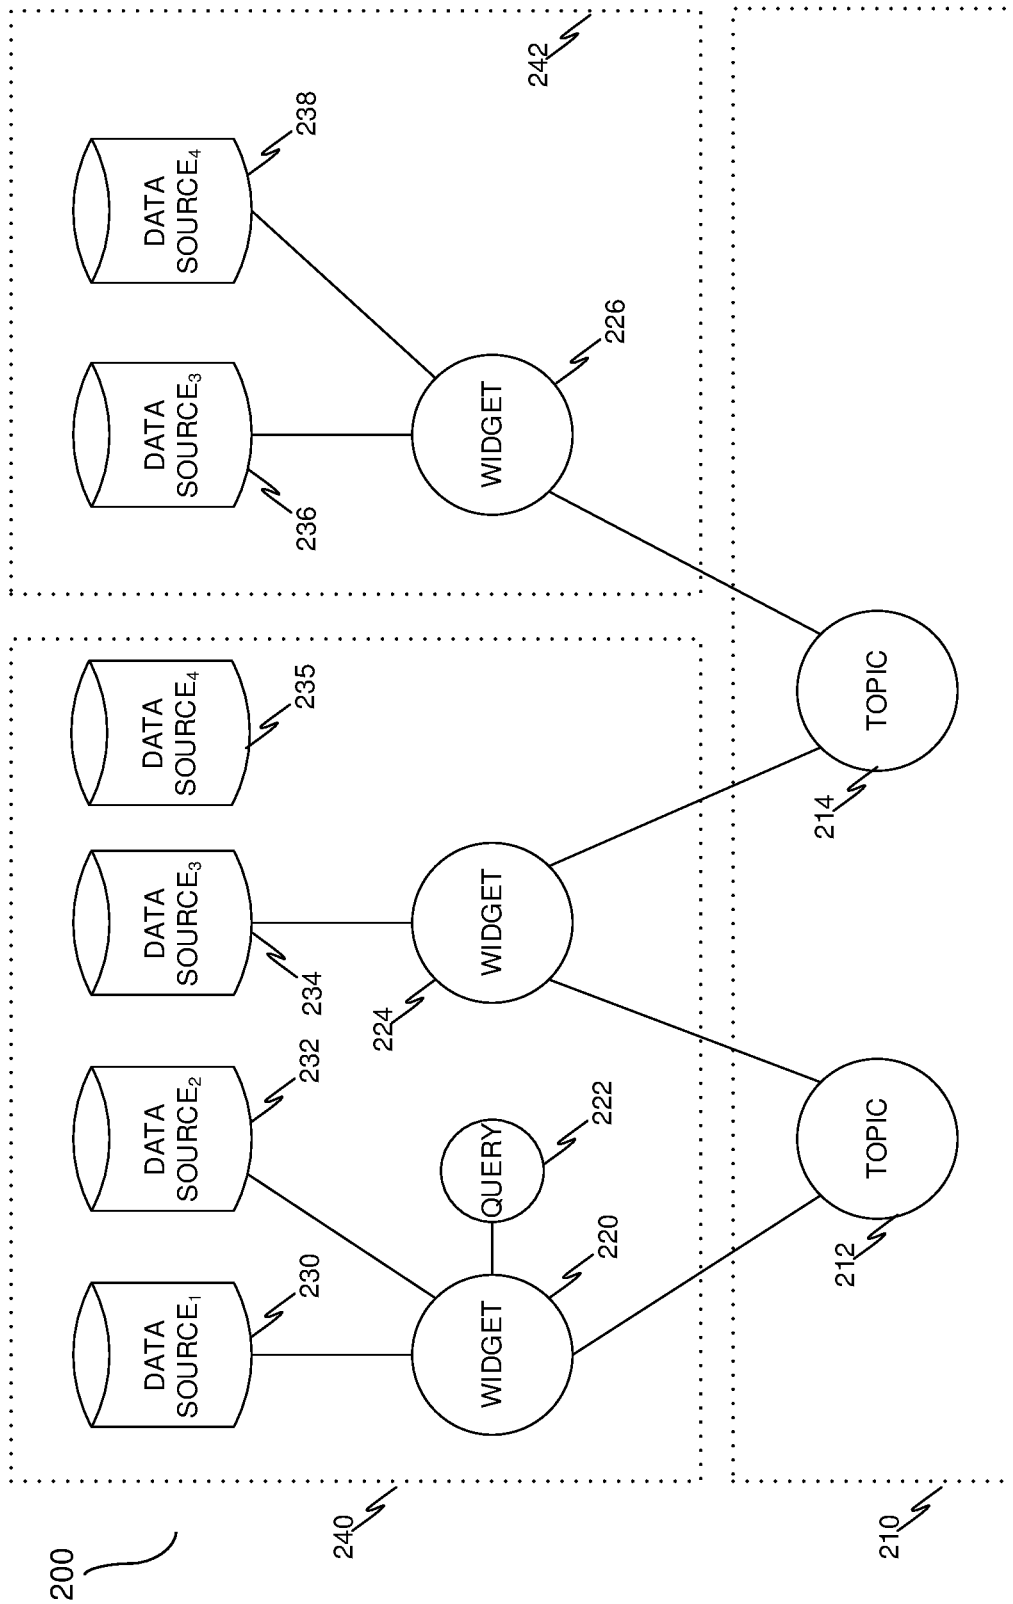 200
DATA
SOURCE₁
230
DATA
SOURCE₂
232
DATA
SOURCE₃
234
DATA
SOURCE₄
235
DATA
SOURCE₃
236
DATA
SOURCE₄
238
240
WIDGET
220
QUERY
222
224
WIDGET
WIDGET
226
242
210
212
TOPIC
214
TOPIC